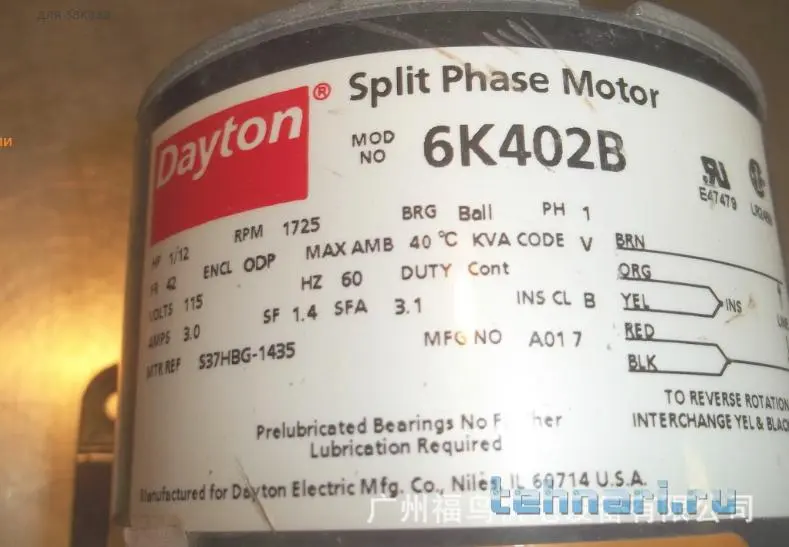 Dayton® Split Phase Motor
MOD NO 6K402B
E47479
HP 1/12 RPM 1725 BRG Ball PH 1
FR 42 ENCL ODP MAX AMB 40 °C KVA CODE V
VOLTS 115 HZ 60 DUTY Cont
AMPS 3.0 SF 1.4 SFA 3.1 INS CL B
MTR REF S37HBG-1435 MFG NO A01 7
BRN
ORG
YEL INS
RED
BLK
TO REVERSE ROTATION
INTERCHANGE YEL & BLACK
Prelubricated Bearings No
Lubrication Required
Manufactured for Dayton Electric Mfg. Co., Niles, IL 60714 U.S.A.
tehnari.ru